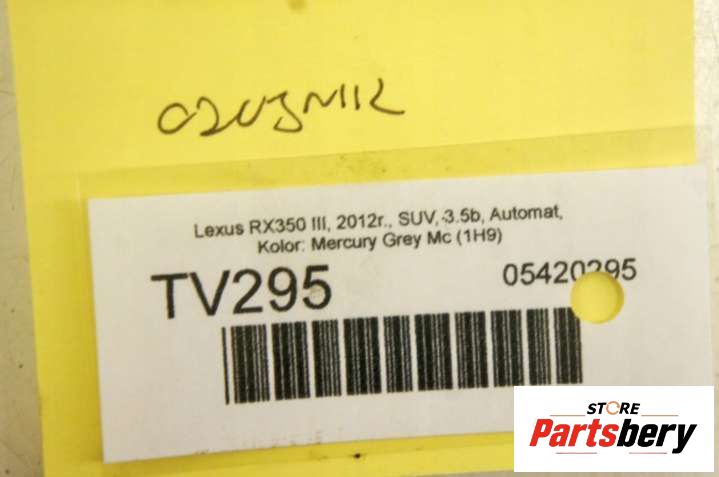 Lexus RX350 III, 2012r., SUV, 3.5b, Automat,
Kolor: Mercury Grey Mc (1H9)
TV295
05420295
STORE
Partsbery